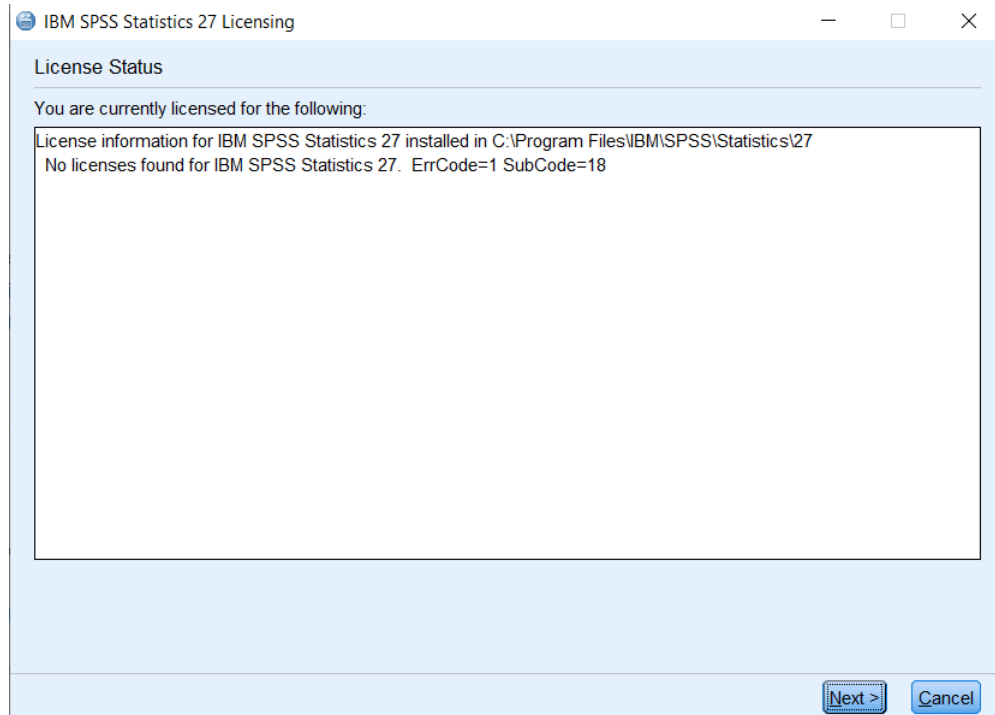 IBM SPSS Statistics 27 Licensing
License Status
You are currently licensed for the following:
License information for IBM SPSS Statistics 27 installed in C:\Program Files\IBM\SPSS\Statistics\27
No licenses found for IBM SPSS Statistics 27.  ErrCode=1 SubCode=18
Next >
Cancel